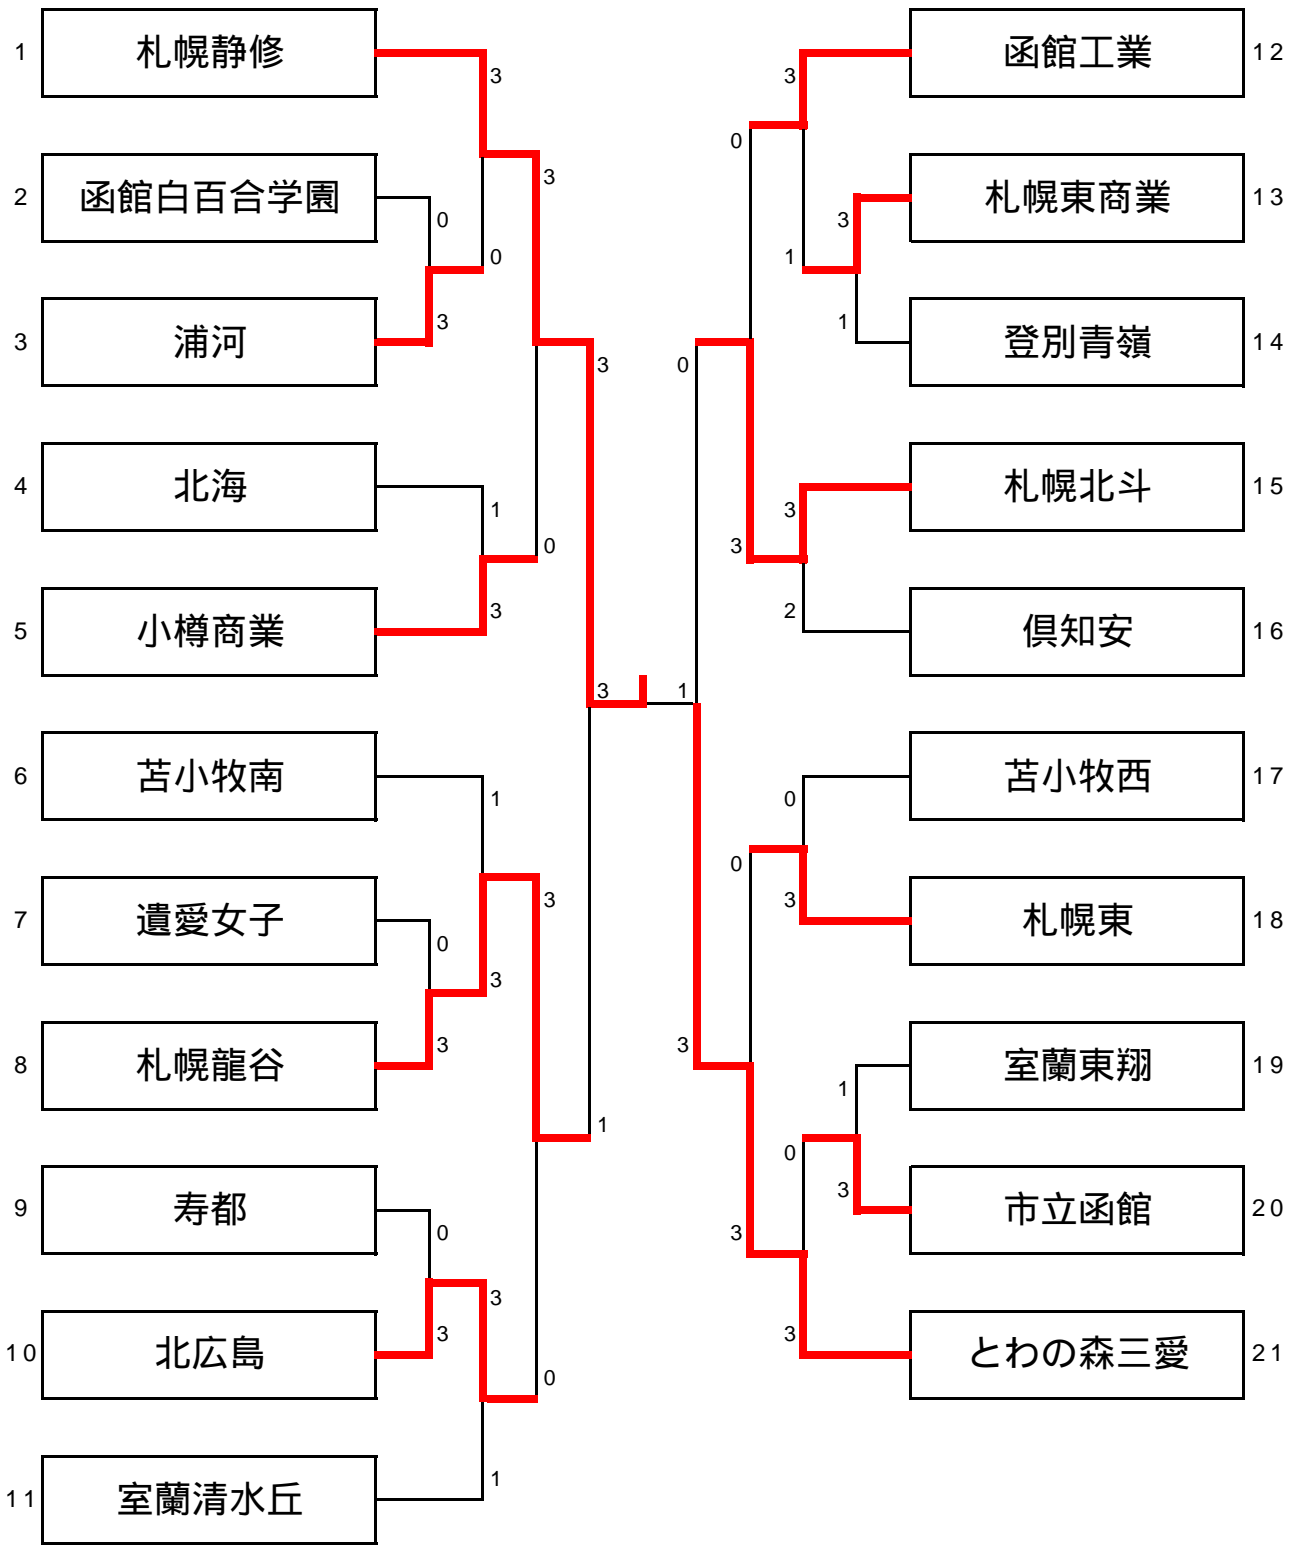 1 札幌静修
3
2 函館白百合学園
0
3
0
3 浦河
3
3
4 北海
1
0
5 小樽商業
3
3
6 苫小牧南
1
7 遺愛女子
0
3
3
8 札幌龍谷
3
1
9 寿都
0
3
10 北広島
3
0
11 室蘭清水丘
1
函館工業 12
3
0
札幌東商業 13
3
1
登別青嶺 14
1
0
札幌北斗 15
3
3
倶知安 16
2
1
苫小牧西 17
0
0
札幌東 18
3
3
室蘭東翔 19
1
0
市立函館 20
3
3
とわの森三愛 21
3